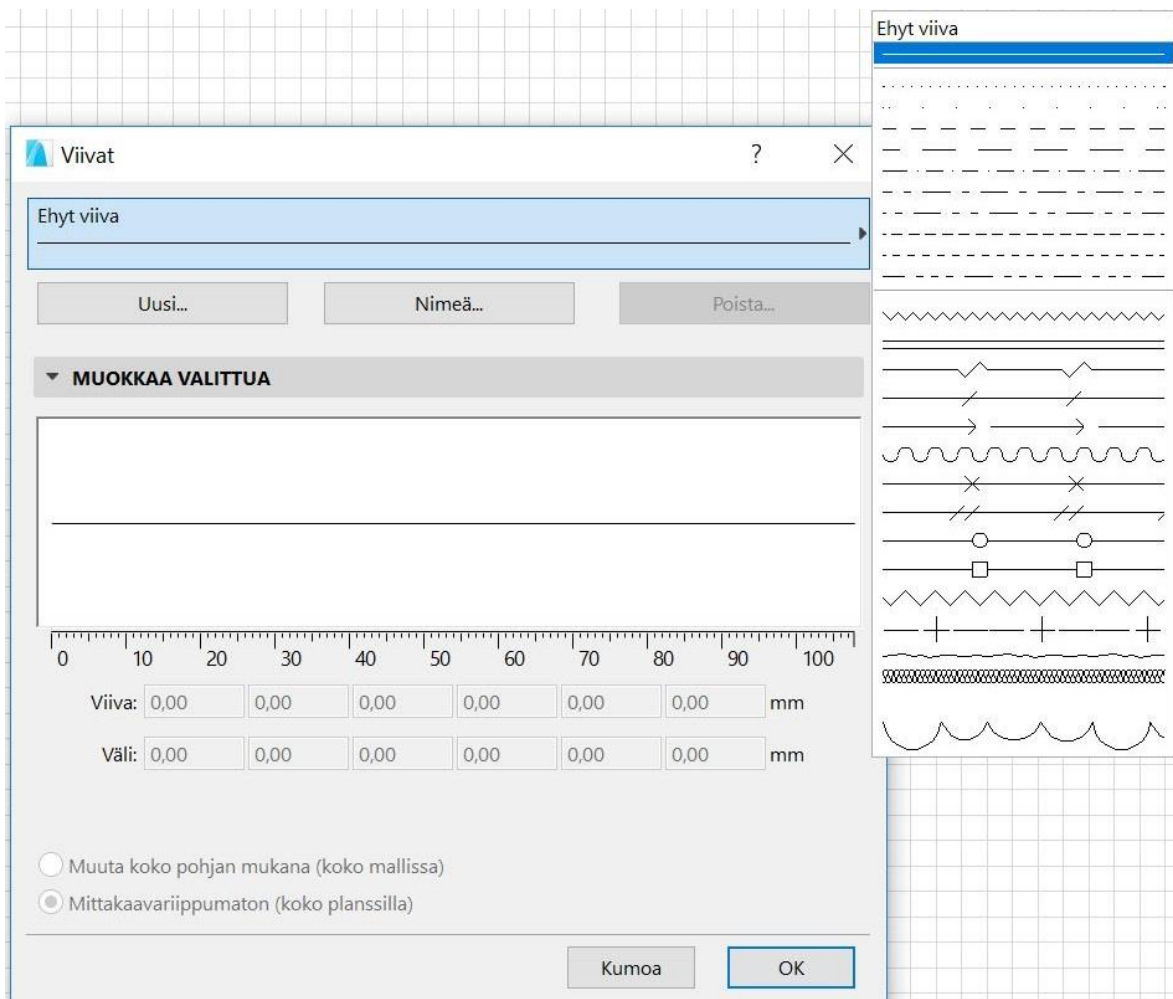 Ehyt viiva
Viivat ?
Ehyt viiva
Uusi... Nimeä... Poista...
MUOKKAA VALITTUA
0 10 20 30 40 50 60 70 80 90 100
Viiva: 0,00 0,00 0,00 0,00 0,00 0,00 mm
Väli: 0,00 0,00 0,00 0,00 0,00 0,00 mm
Muuta koko pohjan mukana (koko mallissa)
Mittakaavariippumaton (koko planssilla)
Kumoa OK